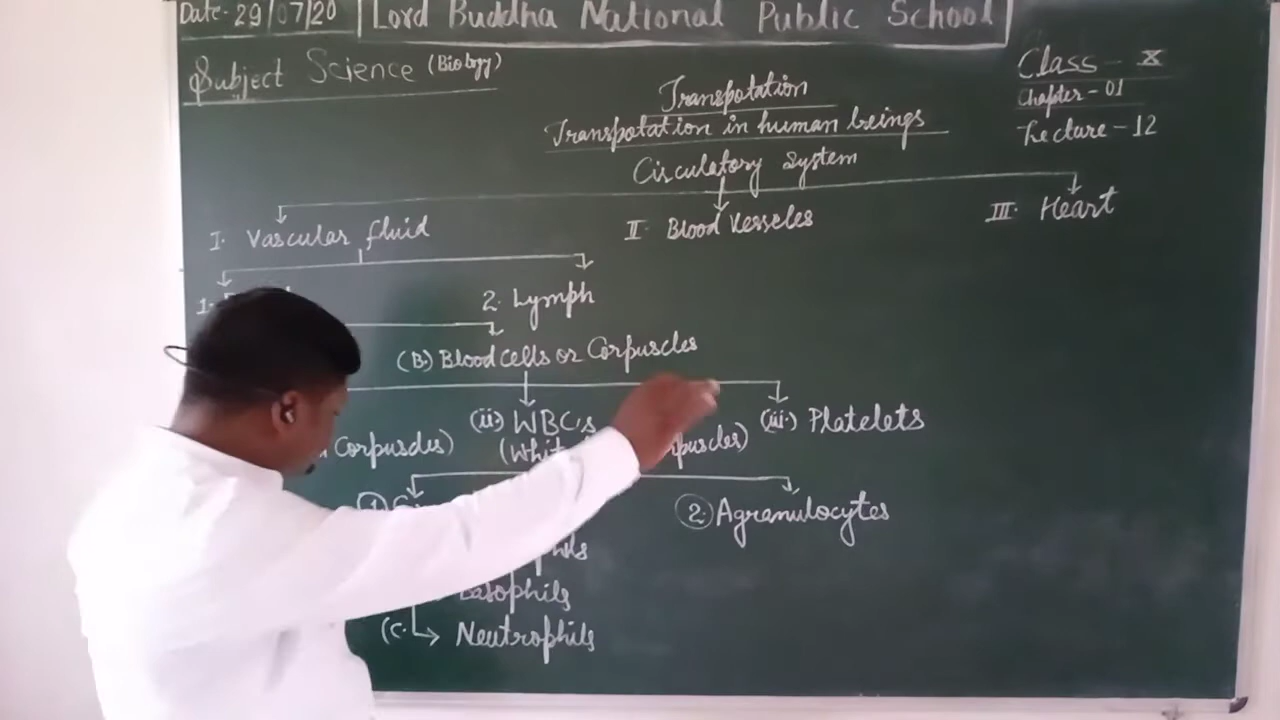 Date- 29/07/20 Lord Buddha National Public School
Subject Science (Biology)
Class - X
Chapter - 01
Lecture - 12
Transpotation
Transpotation in human beings
Circulatory System
I. Vascular fluid II. Blood Vesseles III. Heart
1. 2. Lymph
(B.) Blood cells or Corpuscles
Corpuscles) (ii) WBCs (iii.) Platelets
2. Agranulocytes
Basophils
(c. Neutrophils